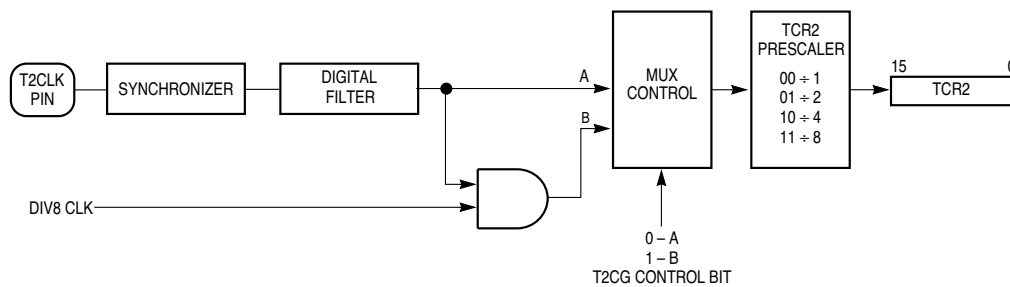 T2CLK
PIN
SYNCHRONIZER
DIGITAL
FILTER
A
B
MUX
CONTROL
TCR2
PRESCALER
00 ÷ 1
01 ÷ 2
10 ÷ 4
11 ÷ 8
15
0
TCR2
DIV8 CLK
0 – A
1 – B
T2CG CONTROL BIT